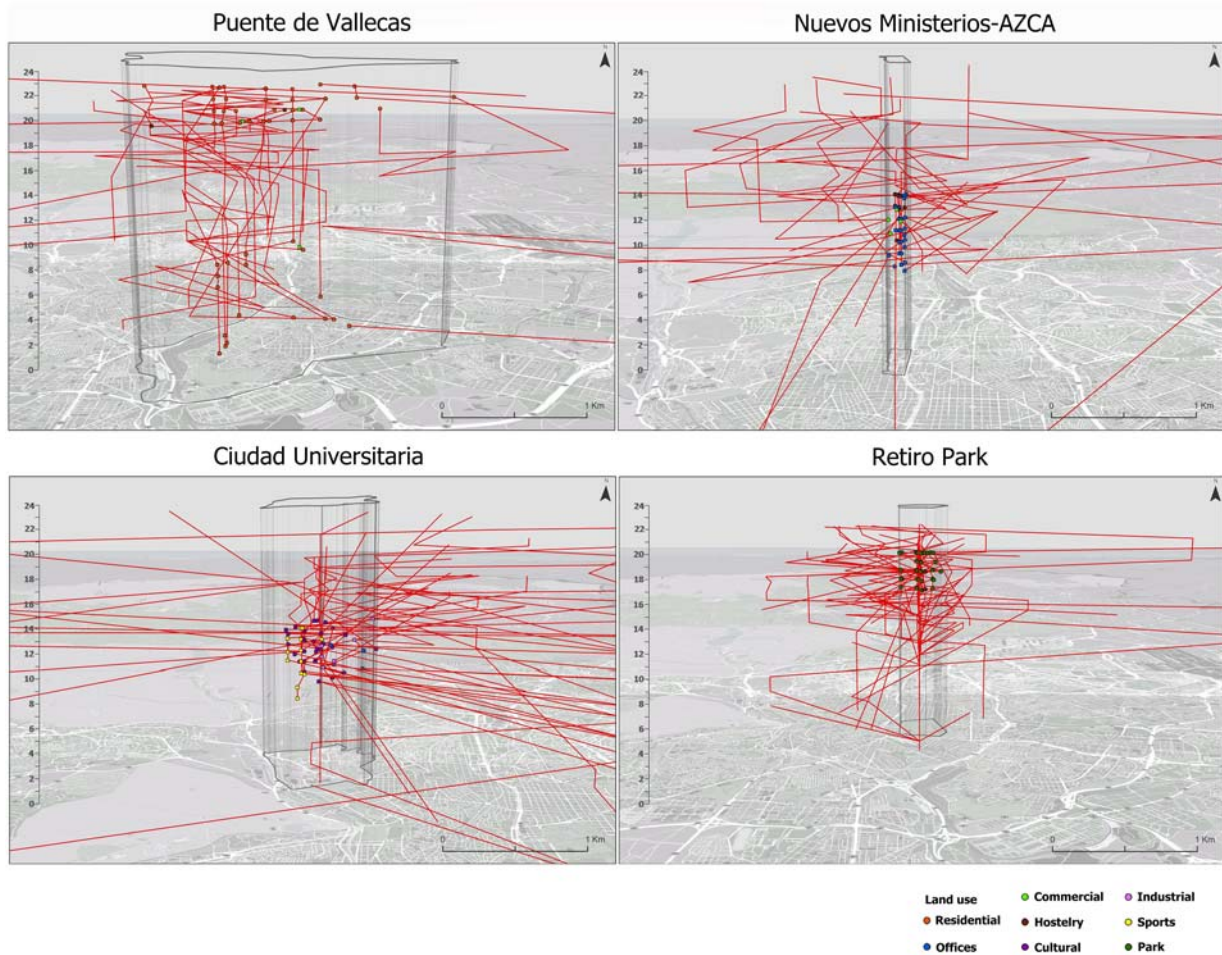 Puente de Vallecas
Nuevos Ministerios-AZCA
N
24
22
20
18
16
14
12
10
8
6
4
2
0
0 1 Km
N
24
22
20
18
16
14
12
10
8
6
4
2
0
0 1 Km
Ciudad Universitaria
Retiro Park
N
24
22
20
18
16
14
12
10
8
6
4
2
0
0 1 Km
N
24
22
20
18
16
14
12
10
8
6
4
2
0
0 1 Km
Land use
Residential
Offices
Commercial
Hostelry
Cultural
Industrial
Sports
Park